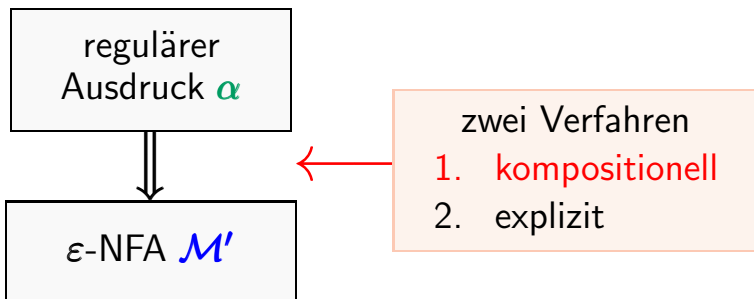 regulärer
Ausdruck α
zwei Verfahren
1. kompositionell
2. explizit
ε-NFA 𝓜′